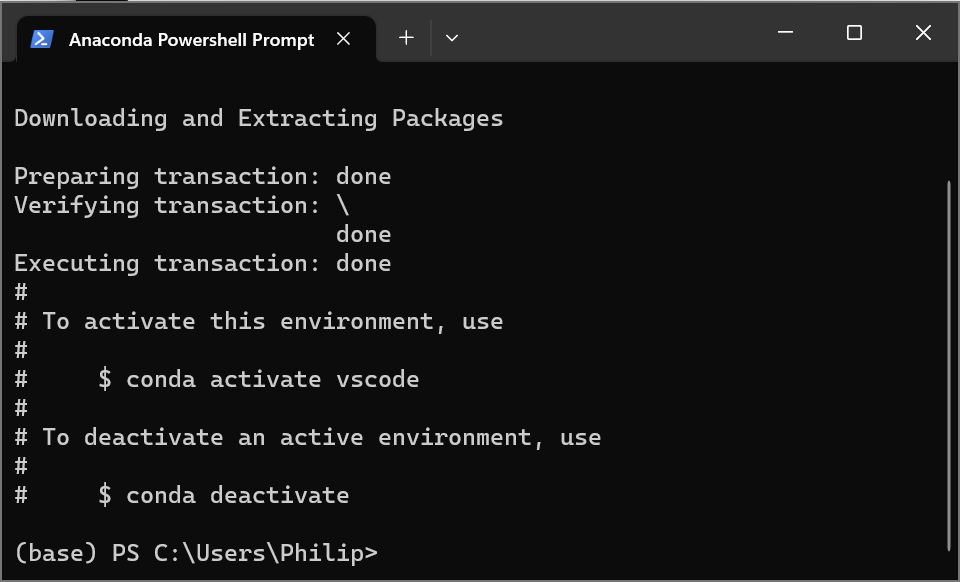 Anaconda Powershell Prompt
Downloading and Extracting Packages
Preparing transaction: done
Verifying transaction: \
done
Executing transaction: done
#
# To activate this environment, use
#
#     $ conda activate vscode
#
# To deactivate an active environment, use
#
#     $ conda deactivate
(base) PS C:\Users\Philip>